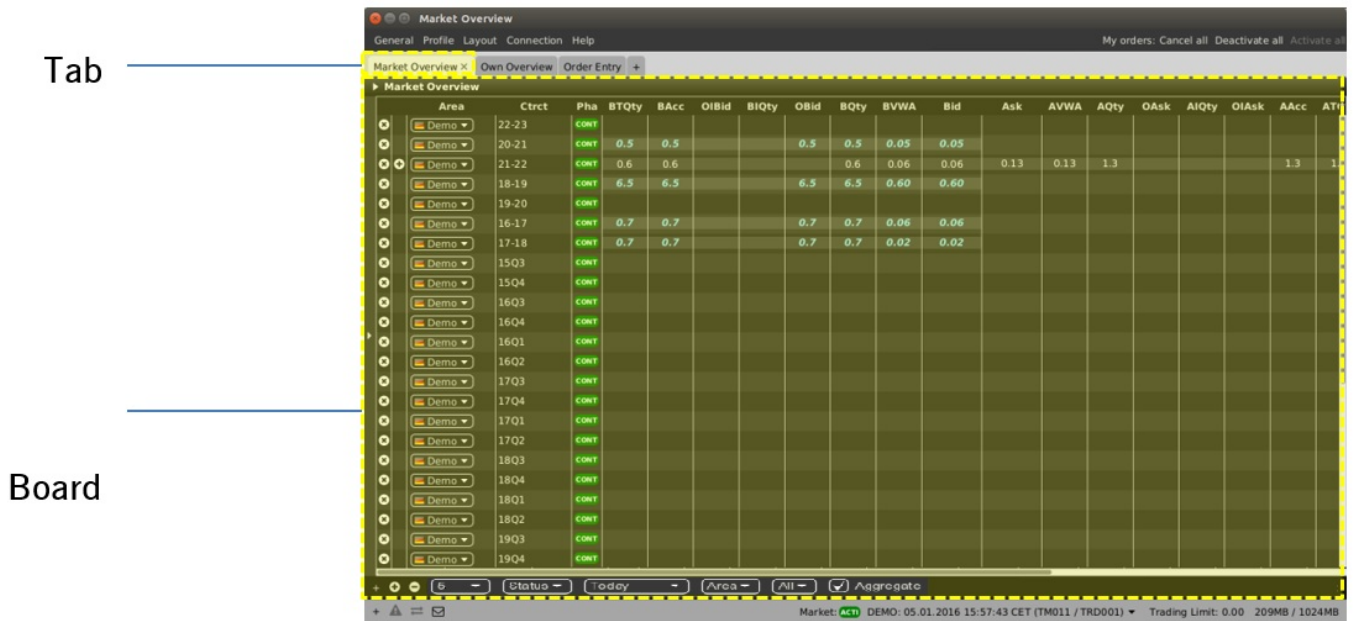 Market Overview
General Profile Layout Connection Help My orders: Cancel all Deactivate all Activate all
Tab
Market Overview × Own Overview Order Entry +
Market Overview
Area Ctrct Pha BTQty BAcc OIBid BIQty OBid BQty BVWA Bid Ask AVWA AQty OAsk AIQty OIAsk AAcc
Demo 22-23 CONT
Demo 20-21 CONT 0.5 0.5 0.5 0.5 0.05 0.05
Demo 21-22 CONT 0.6 0.6 0.6 0.06 0.06 0.13 0.13 1.3 1.3
Demo 18-19 CONT 6.5 6.5 6.5 6.5 0.60 0.60
Demo 19-20 CONT
Demo 16-17 CONT 0.7 0.7 0.7 0.7 0.06 0.06
Demo 17-18 CONT 0.7 0.7 0.7 0.7 0.02 0.02
Demo 15Q3 CONT
Demo 15Q4 CONT
Demo 16Q3 CONT
Demo 16Q4 CONT
Demo 16Q1 CONT
Demo 16Q2 CONT
Demo 17Q3 CONT
Demo 17Q4 CONT
Demo 17Q1 CONT
Demo 17Q2 CONT
Demo 18Q3 CONT
Board
Demo 18Q4 CONT
Demo 18Q1 CONT
Demo 18Q2 CONT
Demo 19Q3 CONT
Demo 19Q4 CONT
Status Today Area All Aggregate
Market: ACTI DEMO: 05.01.2016 15:57:43 CET (TM011 / TRD001) Trading Limit: 0.00 209MB / 1024MB